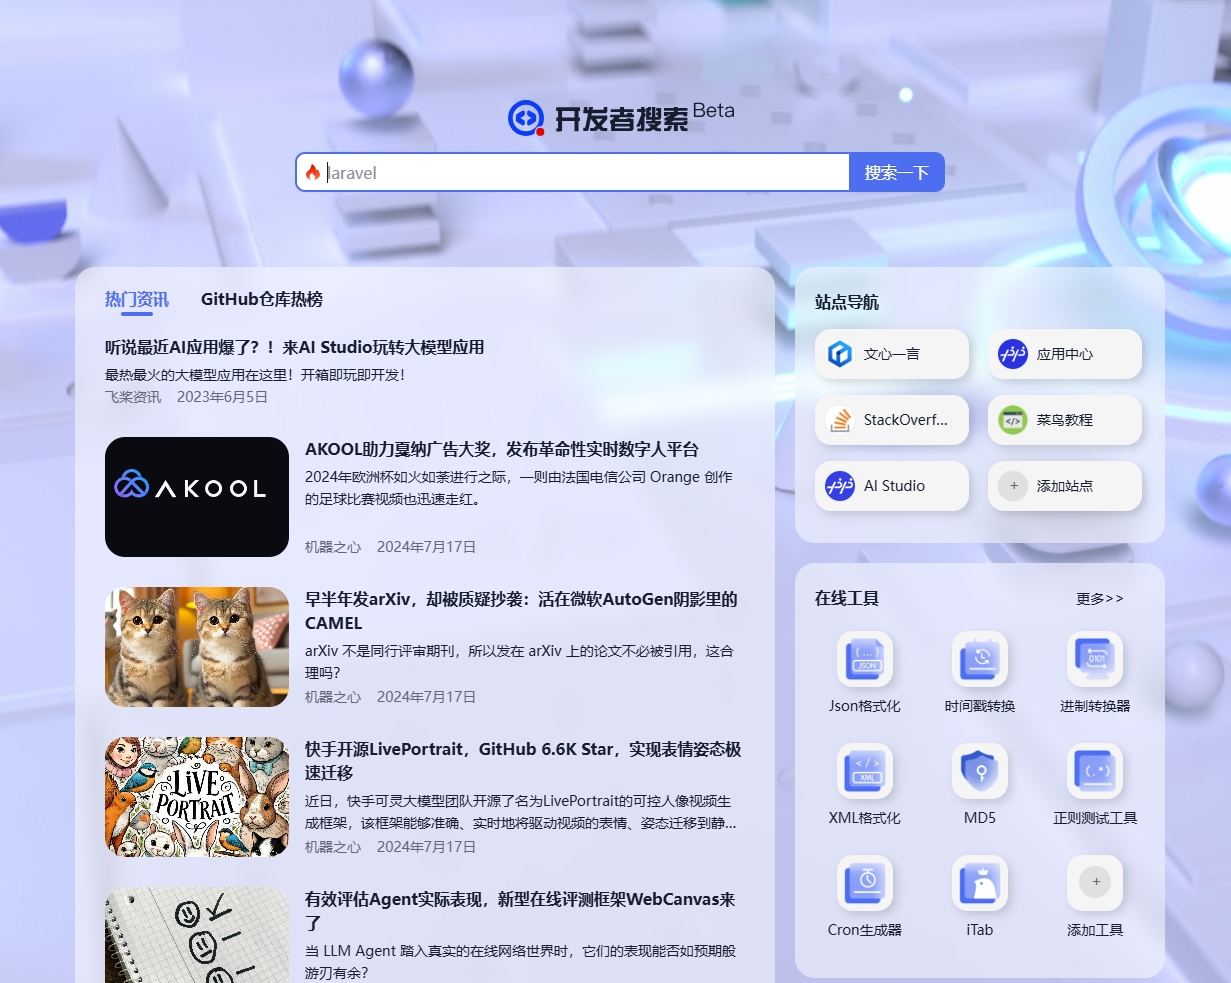 开发者搜索 Beta
laravel
搜索一下
热门资讯
GitHub仓库热榜
听说最近AI应用爆了？！来AI Studio玩转大模型应用
最热最火的大模型应用在这里！开箱即玩即开发！
飞桨资讯 2023年6月5日
AKOOL
AKOOL助力戛纳广告大奖，发布革命性实时数字人平台
2024年欧洲杯如火如荼进行之际，一则由法国电信公司 Orange 创作
的足球比赛视频也迅速走红。
机器之心 2024年7月17日
早半年发arXiv，却被质疑抄袭：活在微软AutoGen阴影里的
CAMEL
arXiv 不是同行评审期刊，所以发在 arXiv 上的论文不必被引用，这合
理吗？
机器之心 2024年7月17日
LIVE
PORTRAIT
快手开源LivePortrait，GitHub 6.6K Star，实现表情姿态极
速迁移
近日，快手可灵大模型团队开源了名为LivePortrait的可控人像视频生
成框架，该框架能够准确、实时地将驱动视频的表情、姿态迁移到静...
机器之心 2024年7月17日
有效评估Agent实际表现，新型在线评测框架WebCanvas来
了
当 LLM Agent 踏入真实的在线网络世界时，它们的表现能否如预期般
游刃有余？
站点导航
文心一言
应用中心
StackOverf...
菜鸟教程
AI Studio
+ 添加站点
在线工具
更多>>
{...}
JSON
0101
Json格式化
时间戳转换
进制转换器
</>
XML
(.*)
XML格式化
MD5
正则测试工具
+
Cron生成器
iTab
添加工具